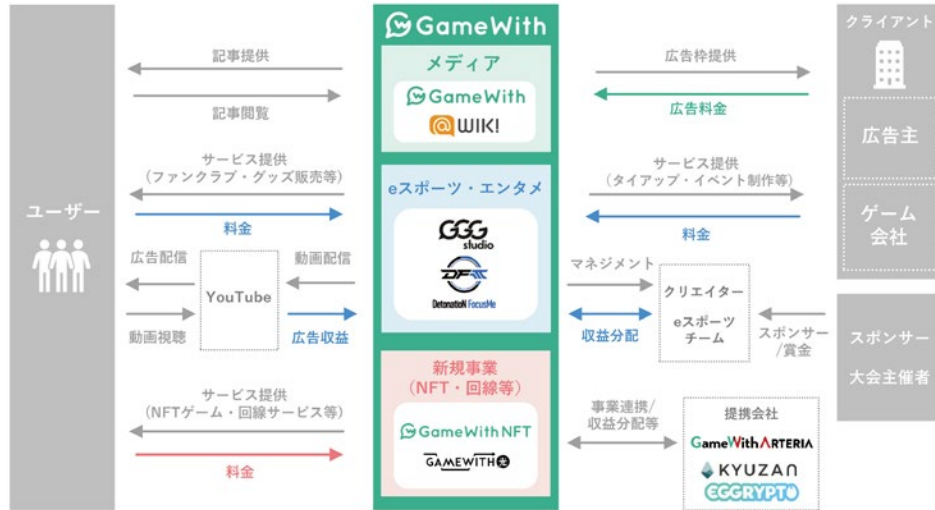 GameWith
クライアント
記事提供
メディア
広告枠提供
GameWith
@WIKI
記事閲覧
広告料金
広告主
サービス提供
(ファンクラブ・グッズ販売等)
eスポーツ・エンタメ
サービス提供
(タイアップ・イベント制作等)
ユーザー
料金
GGG
studio
料金
ゲーム
会社
広告配信
動画配信
DFM
DetonatioN FocusMe
マネジメント
YouTube
クリエイター
eスポーツ
チーム
動画視聴
広告収益
収益分配
スポンサー
/賞金
スポンサー
大会主催者
新規事業
(NFT・回線等)
サービス提供
(NFTゲーム・回線サービス等)
GameWith NFT
事業連携/
収益分配等
提携会社
GameWith ARTERIA
料金
GAMEWITH光
KYUZAN
EGGRYPTO